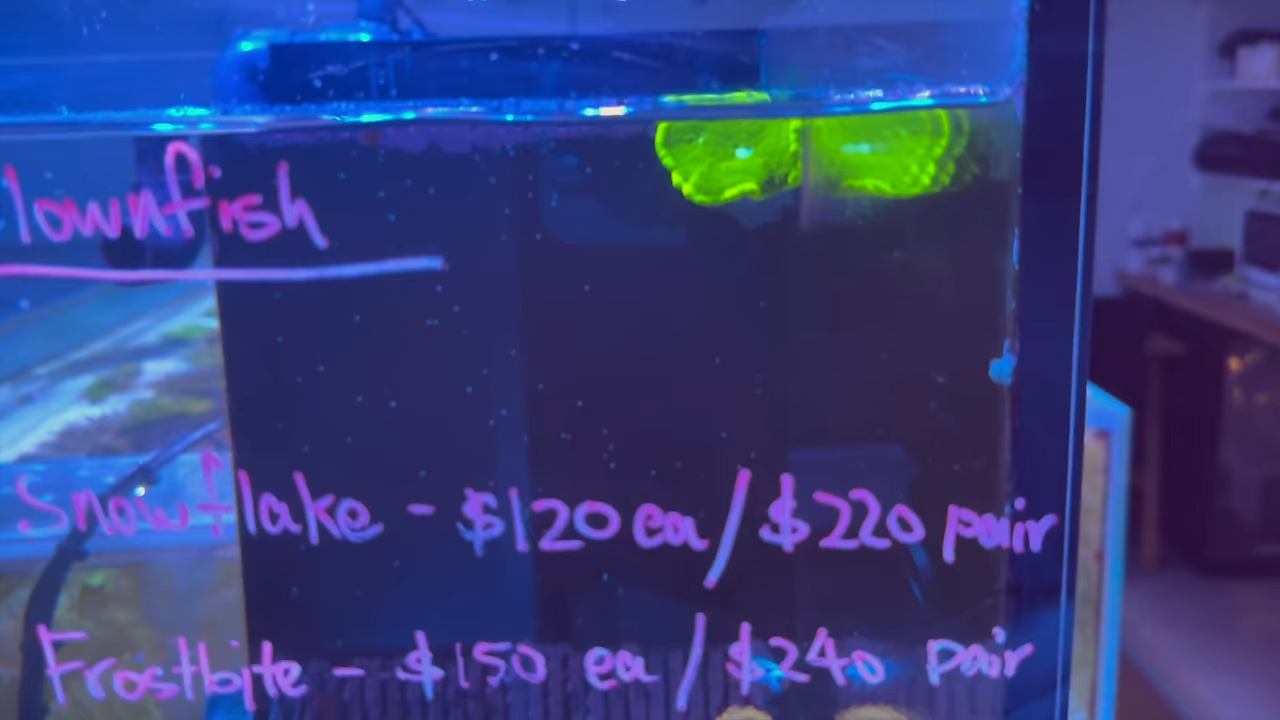 lownfish
Snowflake - $120 ea / $220 pair
Frostbite - $150 ea / $240 pair